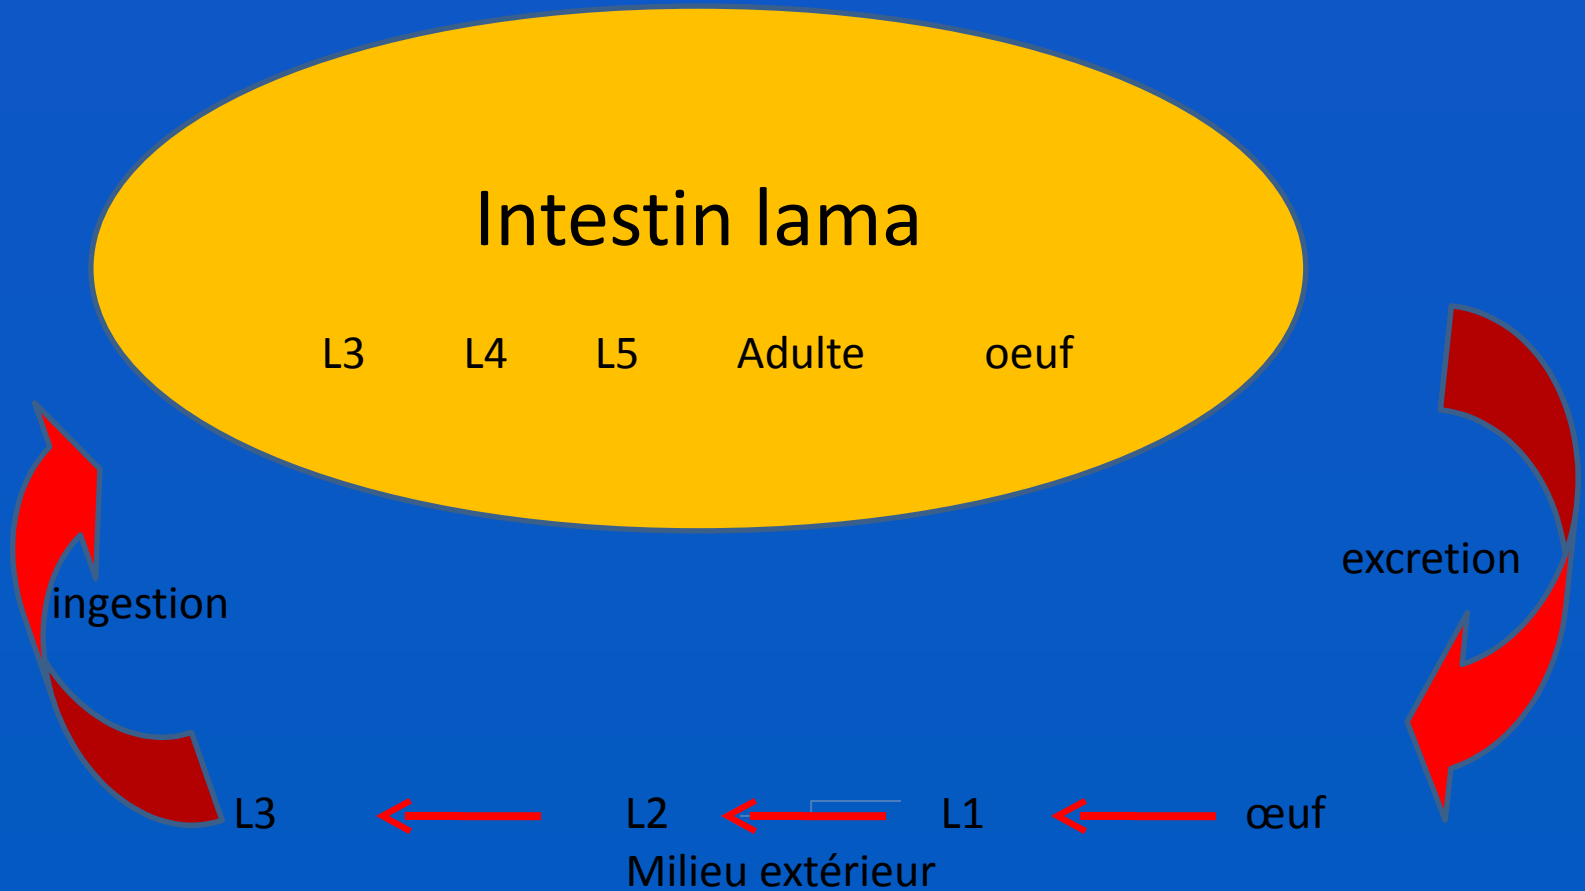 Intestin lama
L3 L4 L5 Adulte oeuf
excretion
ingestion
L3 L2 L1 œuf
Milieu extérieur